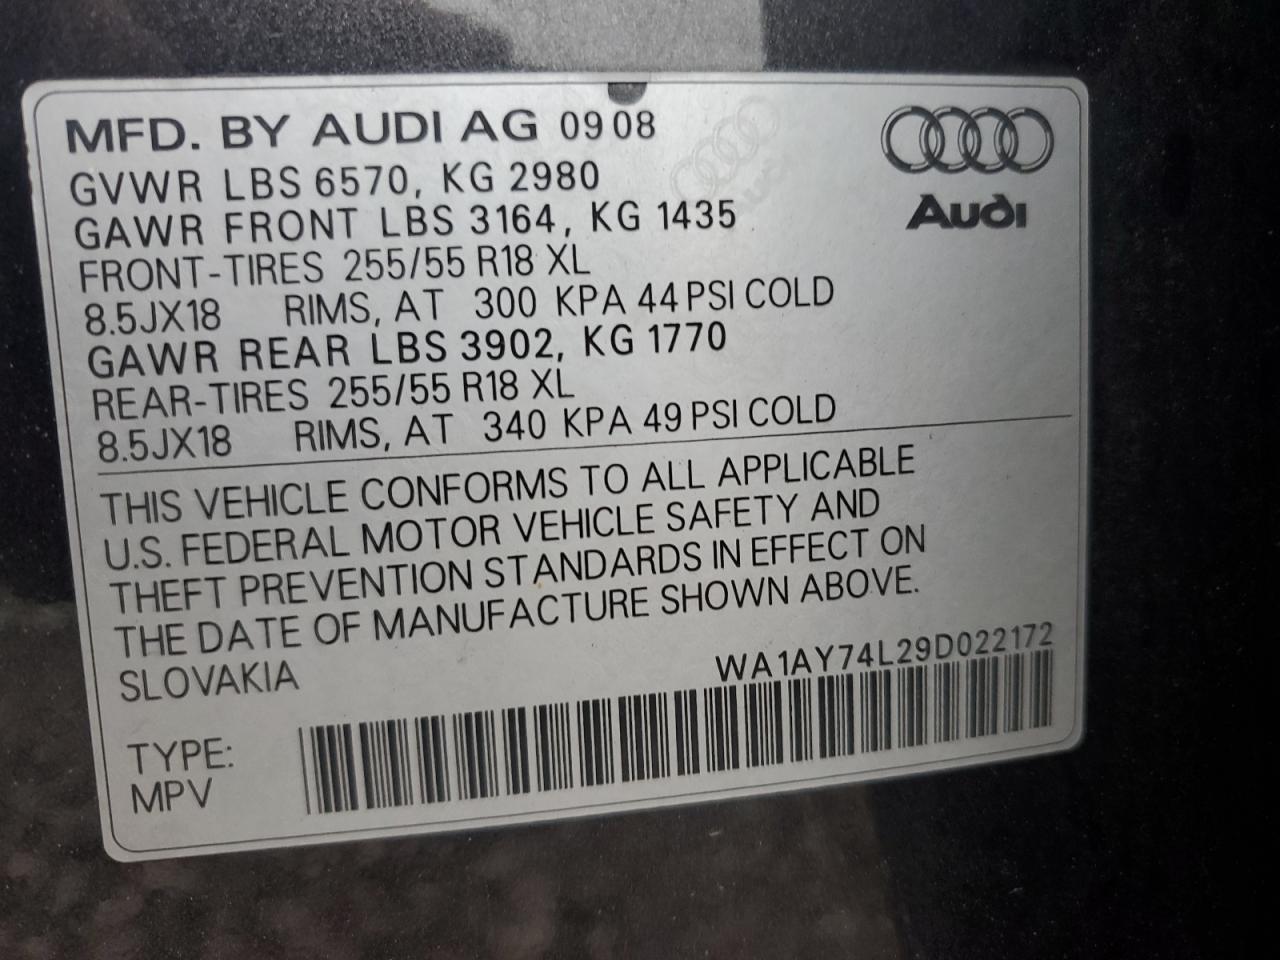 MFD. BY AUDI AG 09 08
GVWR LBS 6570, KG 2980
GAWR FRONT LBS 3164, KG 1435
FRONT-TIRES 255/55 R18 XL
8.5JX18 RIMS, AT 300 KPA 44 PSI COLD
GAWR REAR LBS 3902, KG 1770
REAR-TIRES 255/55 R18 XL
8.5JX18 RIMS, AT 340 KPA 49 PSI COLD
Audi
THIS VEHICLE CONFORMS TO ALL APPLICABLE
U.S. FEDERAL MOTOR VEHICLE SAFETY AND
THEFT PREVENTION STANDARDS IN EFFECT ON
THE DATE OF MANUFACTURE SHOWN ABOVE.
SLOVAKIA
WA1AY74L29D022172
TYPE:
MPV